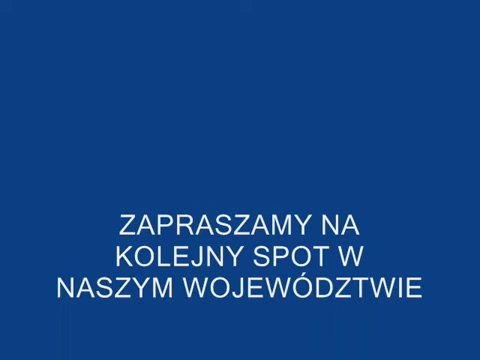 ZAPRASZAMY NA
KOLEJNY SPOT W
NASZYM WOJEWÓDZTWIE